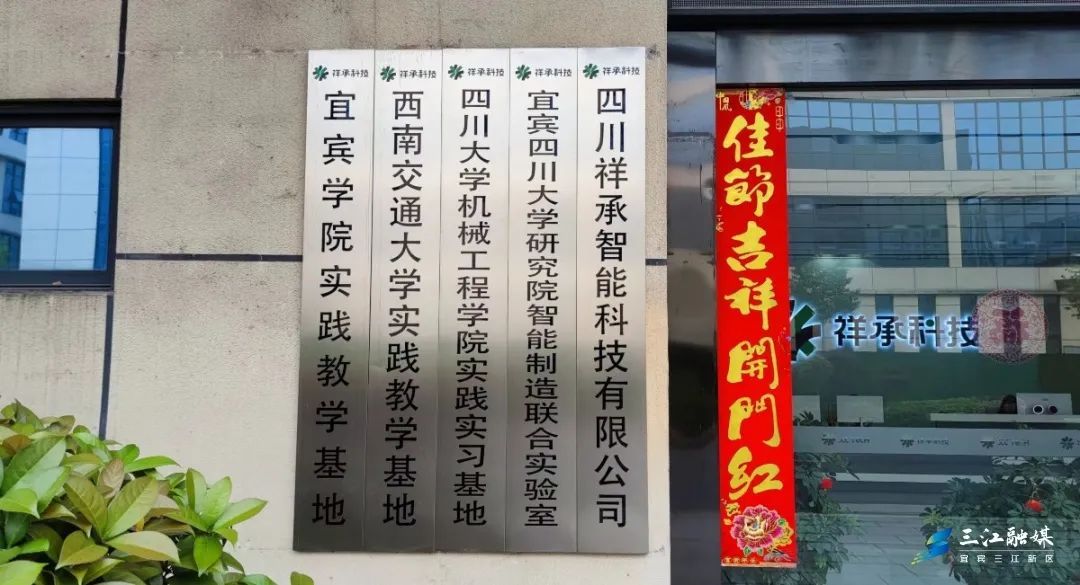 祥承科技
宜宾学院实践教学基地
祥承科技
西南交通大学实践教学基地
祥承科技
四川大学机械工程学院实践实习基地
祥承科技
宜宾四川大学研究院智能制造联合实验室
祥承科技
四川祥承智能科技有限公司
佳節吉祥開門红
祥承科技
祥承科技
三江融媒
宜宾三江新区